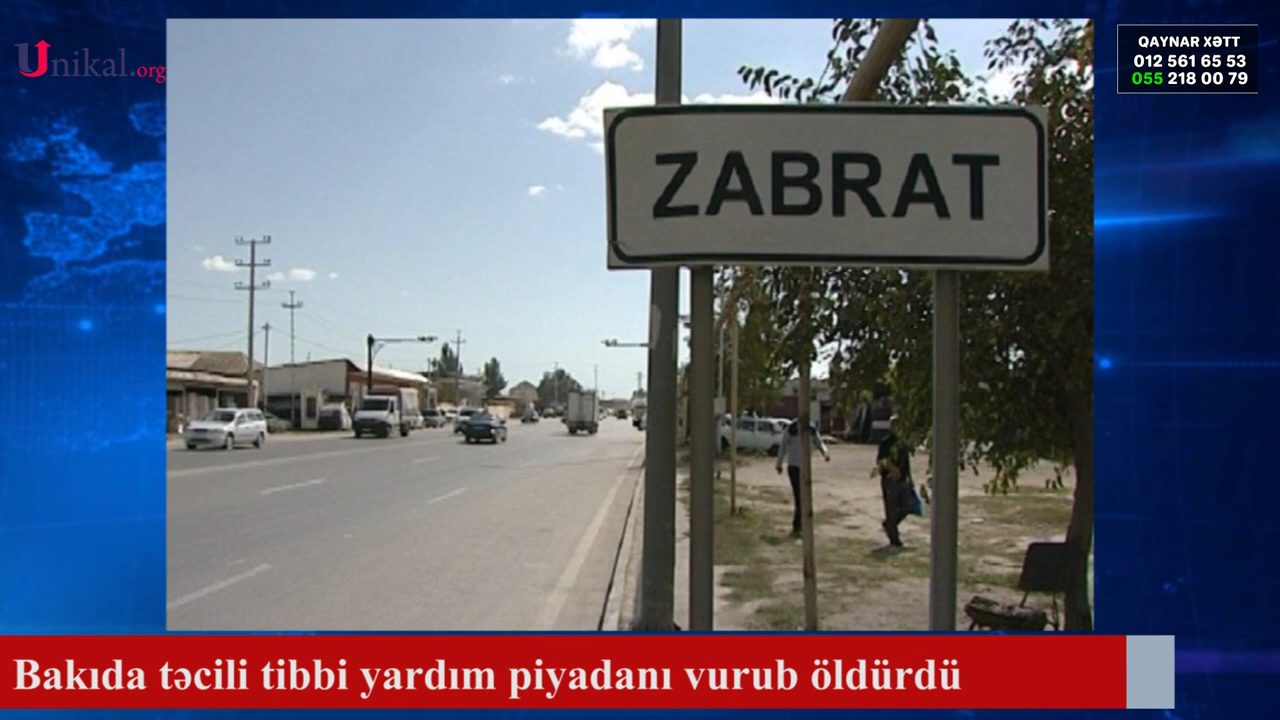 Unikal.org
QAYNAR XƏTT
012 561 65 53
055 218 00 79
ZABRAT
Bakıda təcili tibbi yardım piyadanı vurub öldürdü